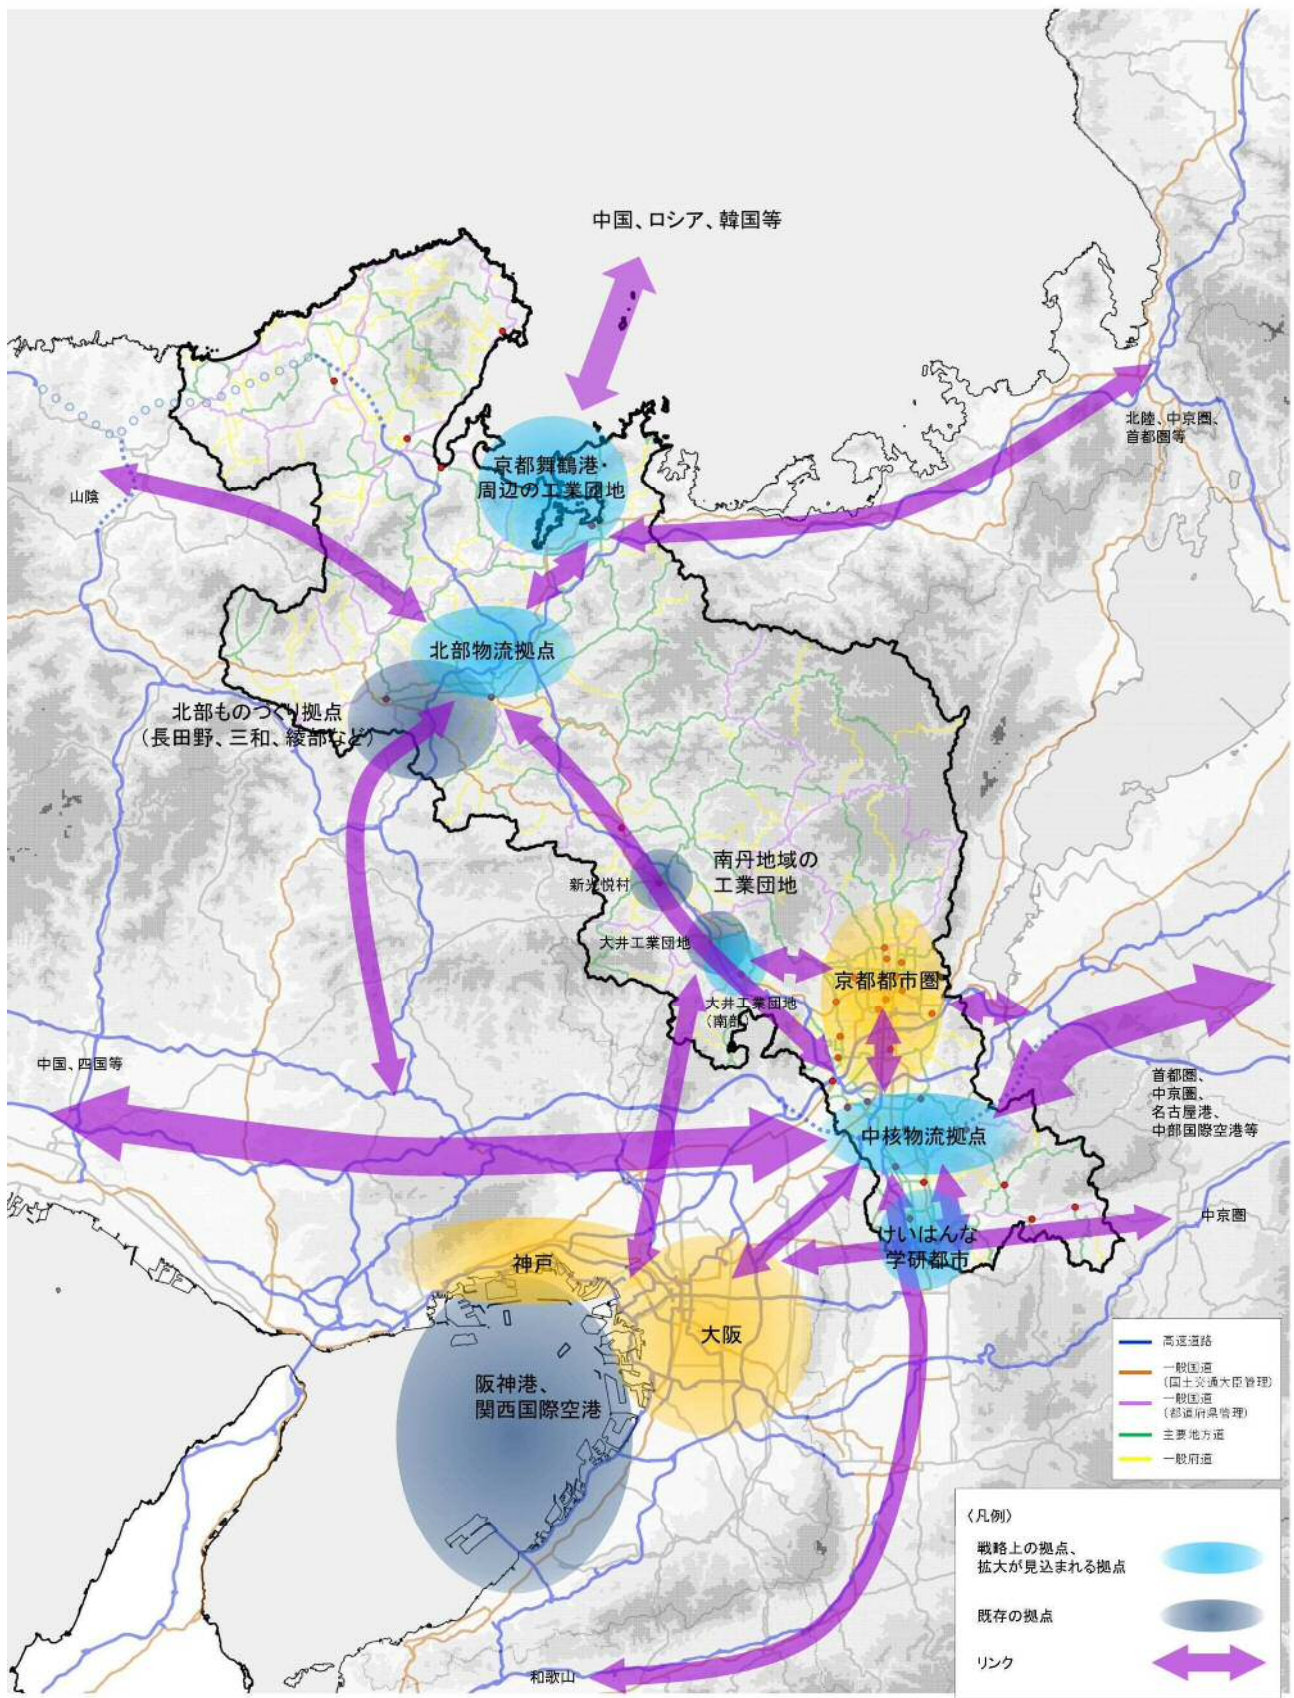 中国、ロシア、韓国等
北陸、中京圏、
首都圏等
京都舞鶴港・
周辺の工業団地
山陰
北部物流拠点
北部ものづくり拠点
(長田野、三和、綾部など)
南丹地域の
工業団地
新光悦村
大井工業団地
京都都市圏
大井工業団地
(南部)
中国、四国等
首都圏、
中京圏、
名古屋港、
中部国際空港等
中核物流拠点
中京圏
けいはんな
学研都市
神戸
大阪
阪神港、
関西国際空港
和歌山
高速道路
一般国道
(国土交通大臣管理)
一般国道
(都道府県管理)
主要地方道
一般府道
〈凡例〉
戦略上の拠点、
拡大が見込まれる拠点
既存の拠点
リンク